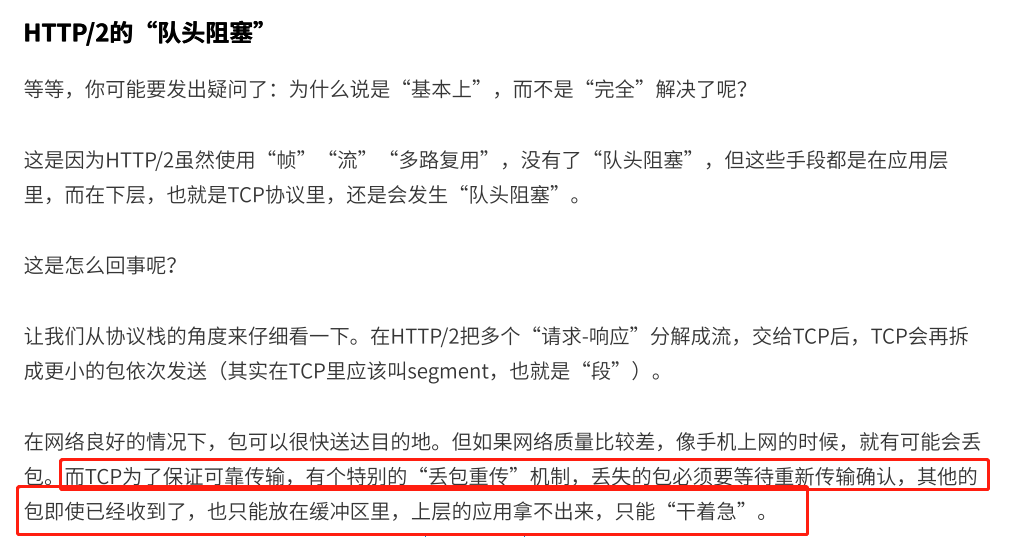 HTTP/2的“队头阻塞”
等等，你可能要发出疑问了：为什么说是“基本上”，而不是“完全”解决了呢？
这是因为HTTP/2虽然使用“帧”“流”“多路复用”，没有了“队头阻塞”，但这些手段都是在应用层
里，而在下层，也就是TCP协议里，还是会发生“队头阻塞”。
这是怎么回事呢？
让我们从协议栈的角度来仔细看一下。在HTTP/2把多个“请求-响应”分解成流，交给TCP后，TCP会再拆
成更小的包依次发送（其实在TCP里应该叫segment，也就是“段”）。
在网络良好的情况下，包可以很快送达目的地。但如果网络质量比较差，像手机上网的时候，就有可能会丢
包。而TCP为了保证可靠传输，有个特别的“丢包重传”机制，丢失的包必须要等待重新传输确认，其他的
包即使已经收到了，也只能放在缓冲区里，上层的应用拿不出来，只能“干着急”。